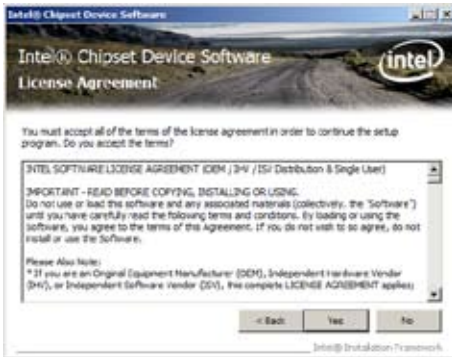 Intel® Chipset Device Software
Intel® Chipset Device Software
License Agreement
intel
You must accept all of the terms of the license agreement in order to continue the setup
program. Do you accept the terms?
INTEL SOFTWARE LICENSE AGREEMENT (OEM / IHV / ISV Distribution & Single User)
IMPORTANT - READ BEFORE COPYING, INSTALLING OR USING.
Do not use or load this software and any associated materials (collectively, the "Software")
until you have carefully read the following terms and conditions. By loading or using the
Software, you agree to the terms of this Agreement. If you do not wish to so agree, do not
install or use the Software.
Please Also Note:
* If you are an Original Equipment Manufacturer (OEM), Independent Hardware Vendor
(IHV), or Independent Software Vendor (ISV), this complete LICENSE AGREEMENT applies;
< Back
Yes
No
Intel® Installation Framework